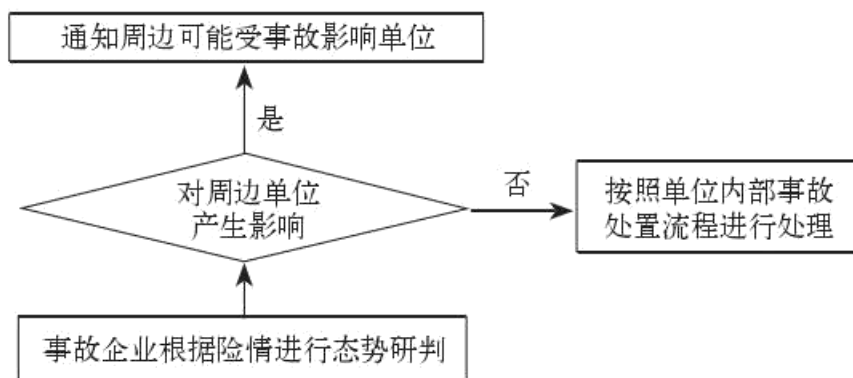 通知周边可能受事故影响单位
是
对周边单位
产生影响
否
按照单位内部事故
处置流程进行处理
事故企业根据险情进行态势研判